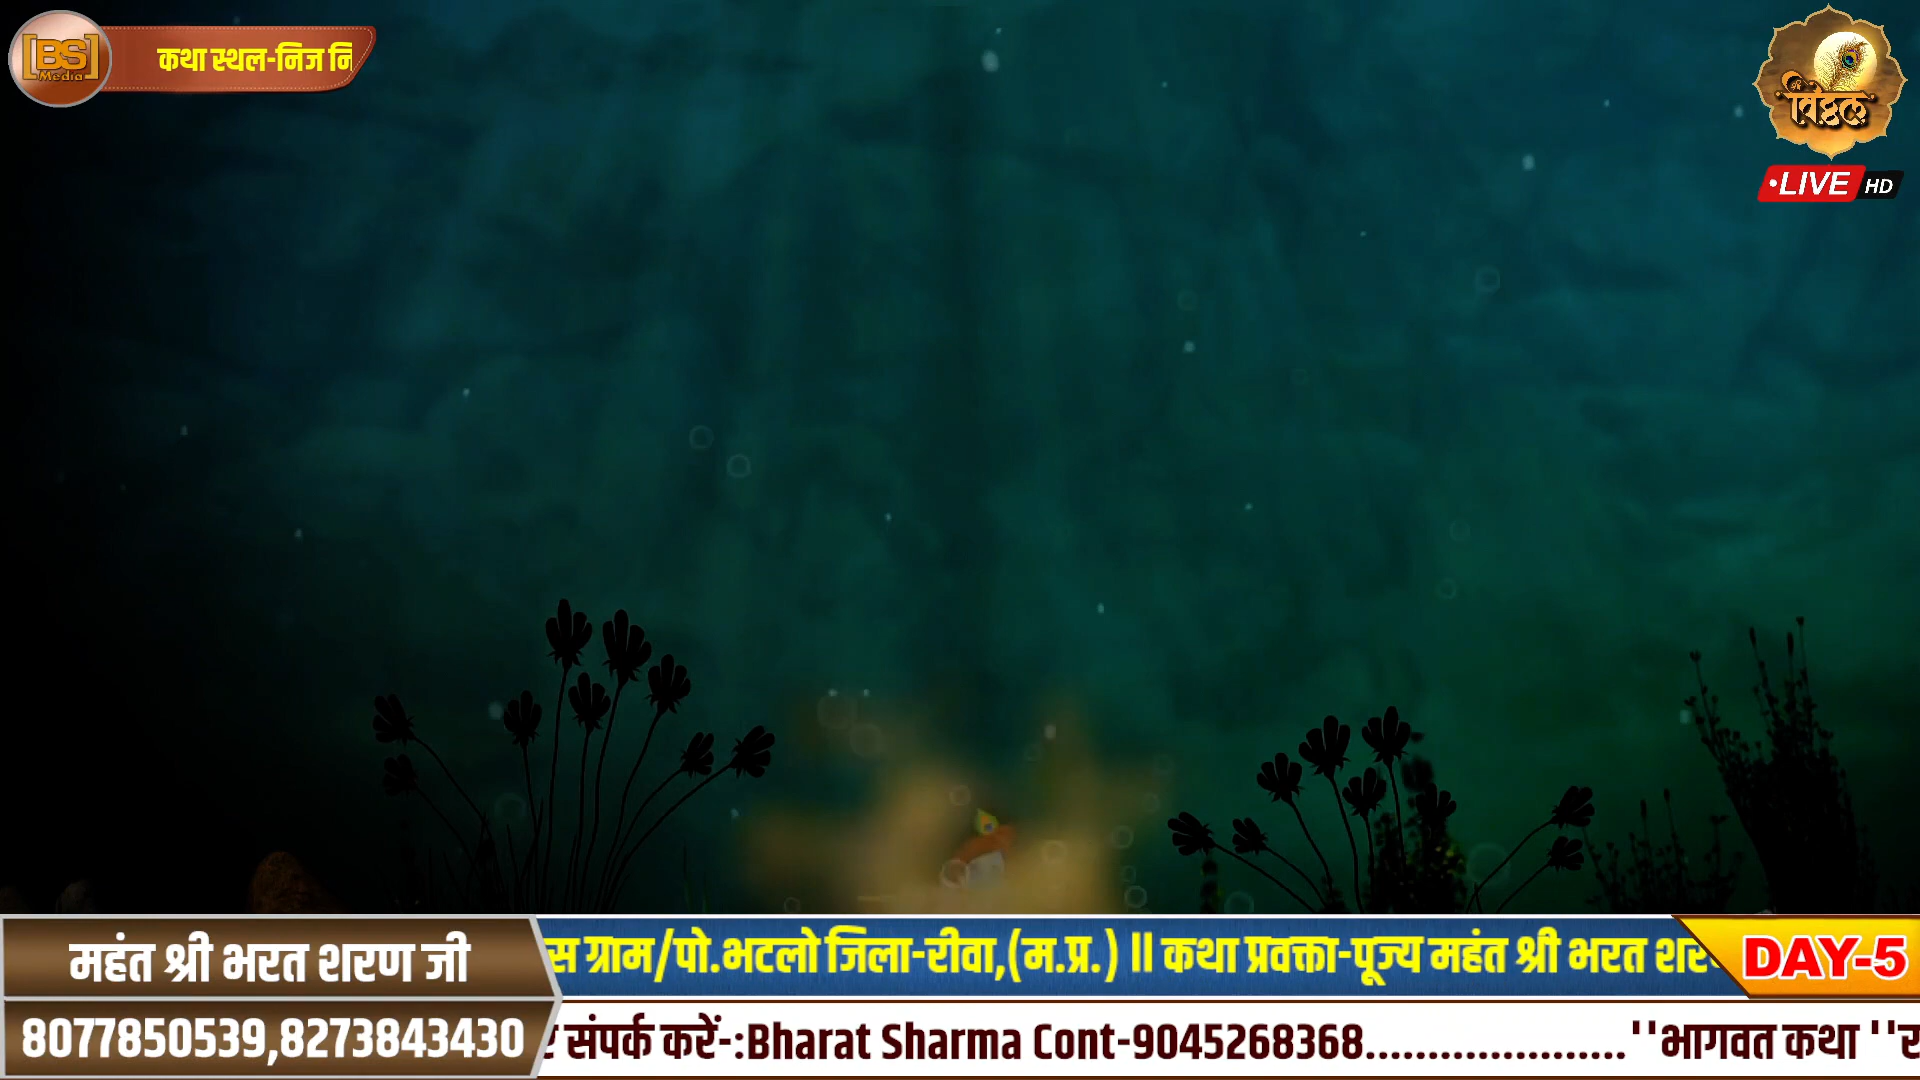 [BS]
Media
कथा स्थल-निज नि
श्री
विठ्ठल
•LIVE HD
महंत श्री भरत शरण जी
8077850539,8273843430
स ग्राम/पो.भटलो जिला-रीवा,(म.प्र.) || कथा प्रवक्ता-पूज्य महंत श्री भरत शर
DAY-5
संपर्क करें-:Bharat Sharma Cont-9045268368..................... ''भागवत कथा ''र